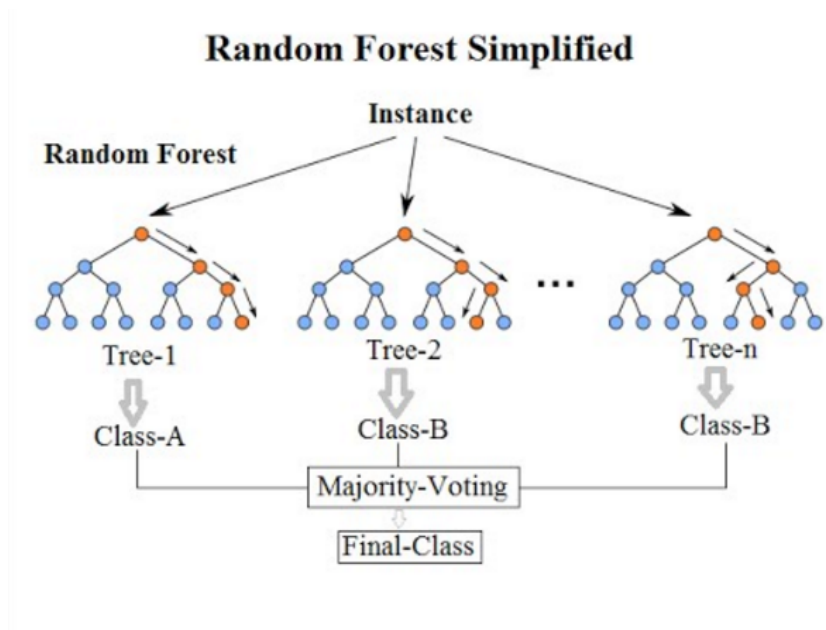 Random Forest Simplified
Instance
Random Forest
...
Tree-1
Tree-2
Tree-n
Class-A
Class-B
Class-B
Majority-Voting
Final-Class